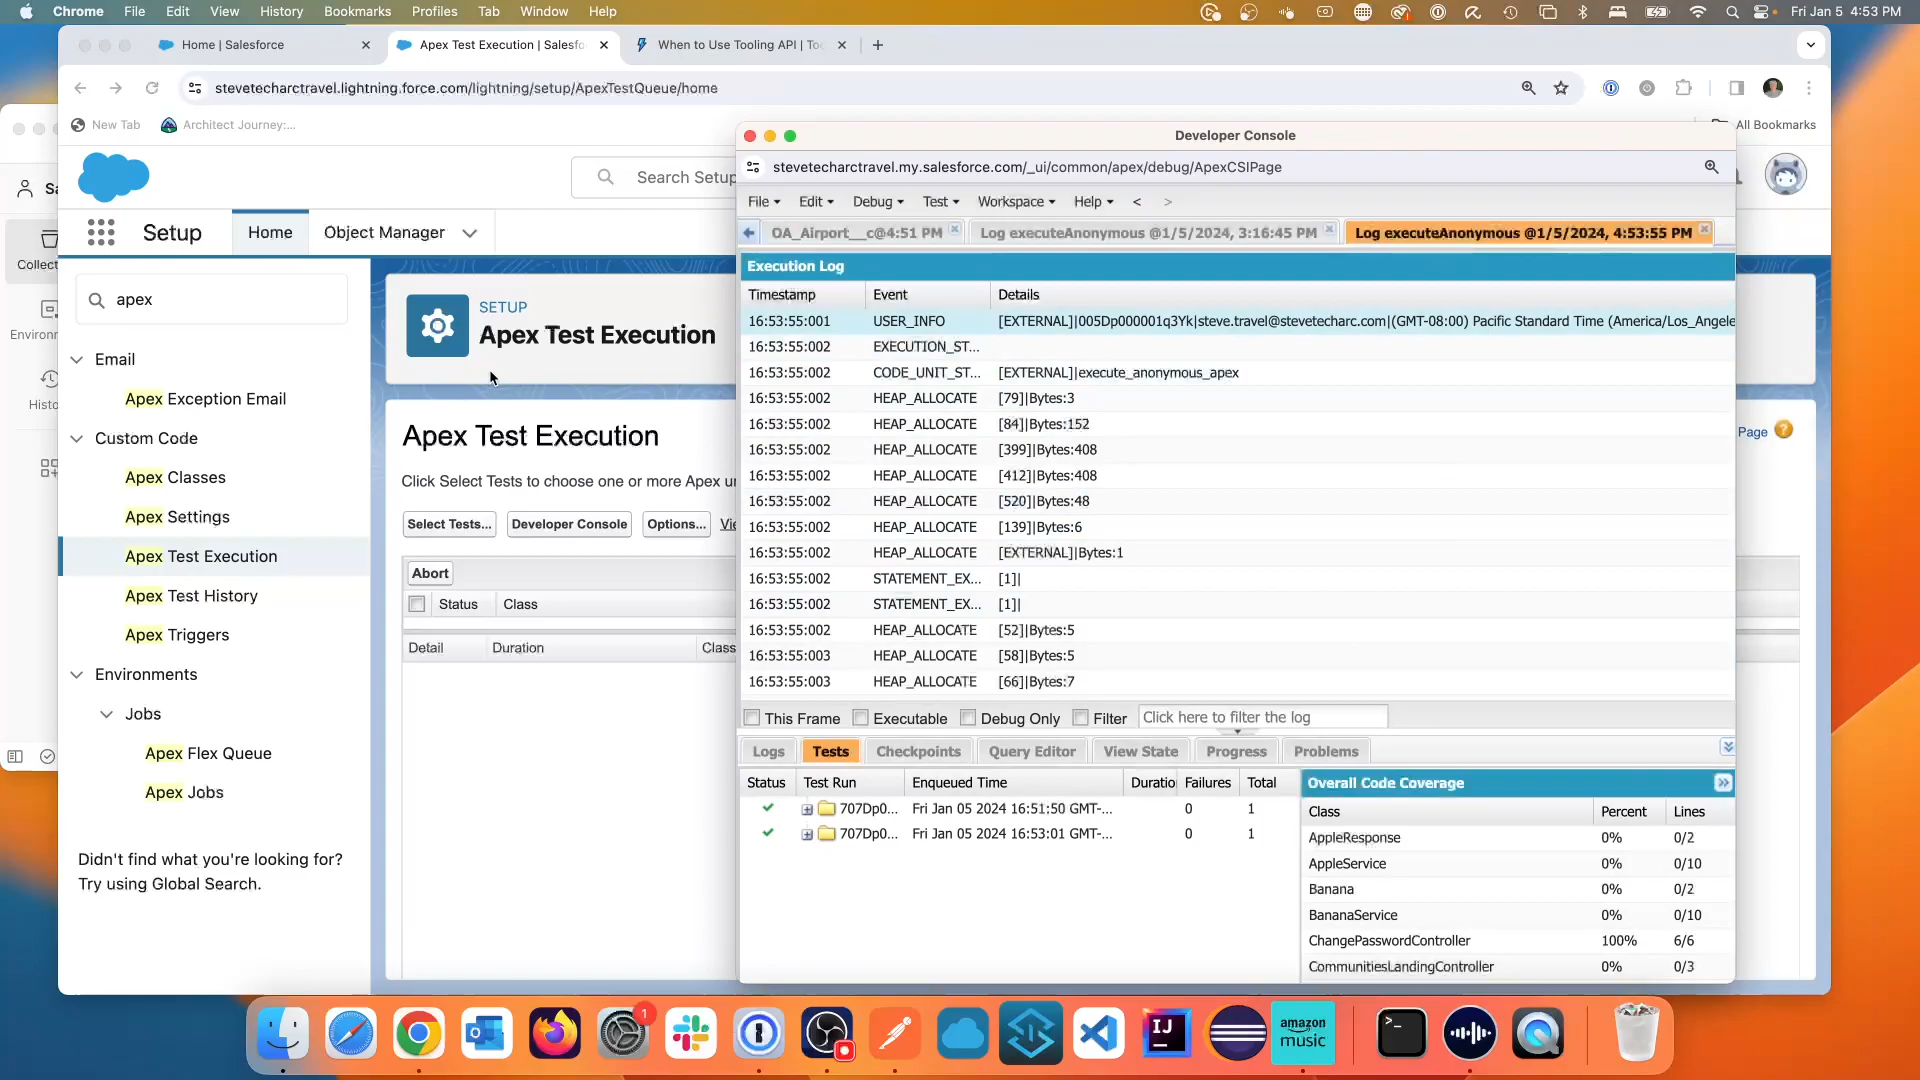 Chrome File Edit View History Bookmarks Profiles Tab Window Help
Fri Jan 5 4:53 PM
Home | Salesforce
Apex Test Execution | Salesfo
When to Use Tooling API | Too
stevetecharctravel.lightning.force.com/lightning/setup/ApexTestQueue/home
New Tab
Architect Journey:...
All Bookmarks
Developer Console
stevetecharctravel.my.salesforce.com/_ui/common/apex/debug/ApexCSIPage
Search Setup
File Edit Debug Test Workspace Help < >
Setup Home Object Manager
OA_Airport__c@4:51 PM
Log executeAnonymous @1/5/2024, 3:16:45 PM
Log executeAnonymous @1/5/2024, 4:53:55 PM
Sa
Collect
Environ
Histo
apex
Email
Apex Exception Email
Custom Code
Apex Classes
Apex Settings
Apex Test Execution
Apex Test History
Apex Triggers
Environments
Jobs
Apex Flex Queue
Apex Jobs
Didn't find what you're looking for?
Try using Global Search.
SETUP
Apex Test Execution
Apex Test Execution
Page ?
Click Select Tests to choose one or more Apex u
Select Tests... Developer Console Options... Vie
Abort
Status Class
Detail Duration Class
Execution Log
Timestamp Event Details
16:53:55:001 USER_INFO [EXTERNAL]|005Dp000001q3Yk|steve.travel@stevetecharc.com|(GMT-08:00) Pacific Standard Time (America/Los_Angele
16:53:55:002 EXECUTION_ST...
16:53:55:002 CODE_UNIT_ST... [EXTERNAL]|execute_anonymous_apex
16:53:55:002 HEAP_ALLOCATE [79]|Bytes:3
16:53:55:002 HEAP_ALLOCATE [84]|Bytes:152
16:53:55:002 HEAP_ALLOCATE [399]|Bytes:408
16:53:55:002 HEAP_ALLOCATE [412]|Bytes:408
16:53:55:002 HEAP_ALLOCATE [520]|Bytes:48
16:53:55:002 HEAP_ALLOCATE [139]|Bytes:6
16:53:55:002 HEAP_ALLOCATE [EXTERNAL]|Bytes:1
16:53:55:002 STATEMENT_EX... [1]|
16:53:55:002 STATEMENT_EX... [1]|
16:53:55:002 HEAP_ALLOCATE [52]|Bytes:5
16:53:55:003 HEAP_ALLOCATE [58]|Bytes:5
16:53:55:003 HEAP_ALLOCATE [66]|Bytes:7
This Frame Executable Debug Only Filter Click here to filter the log
Logs Tests Checkpoints Query Editor View State Progress Problems
Status Test Run Enqueued Time Duratio Failures Total
707Dp0... Fri Jan 05 2024 16:51:50 GMT-... 0 1
707Dp0... Fri Jan 05 2024 16:53:01 GMT-... 0 1
Overall Code Coverage
Class Percent Lines
AppleResponse 0% 0/2
AppleService 0% 0/10
Banana 0% 0/2
BananaService 0% 0/10
ChangePasswordController 100% 6/6
CommunitiesLandingController 0% 0/3
1
IJ
amazon
music